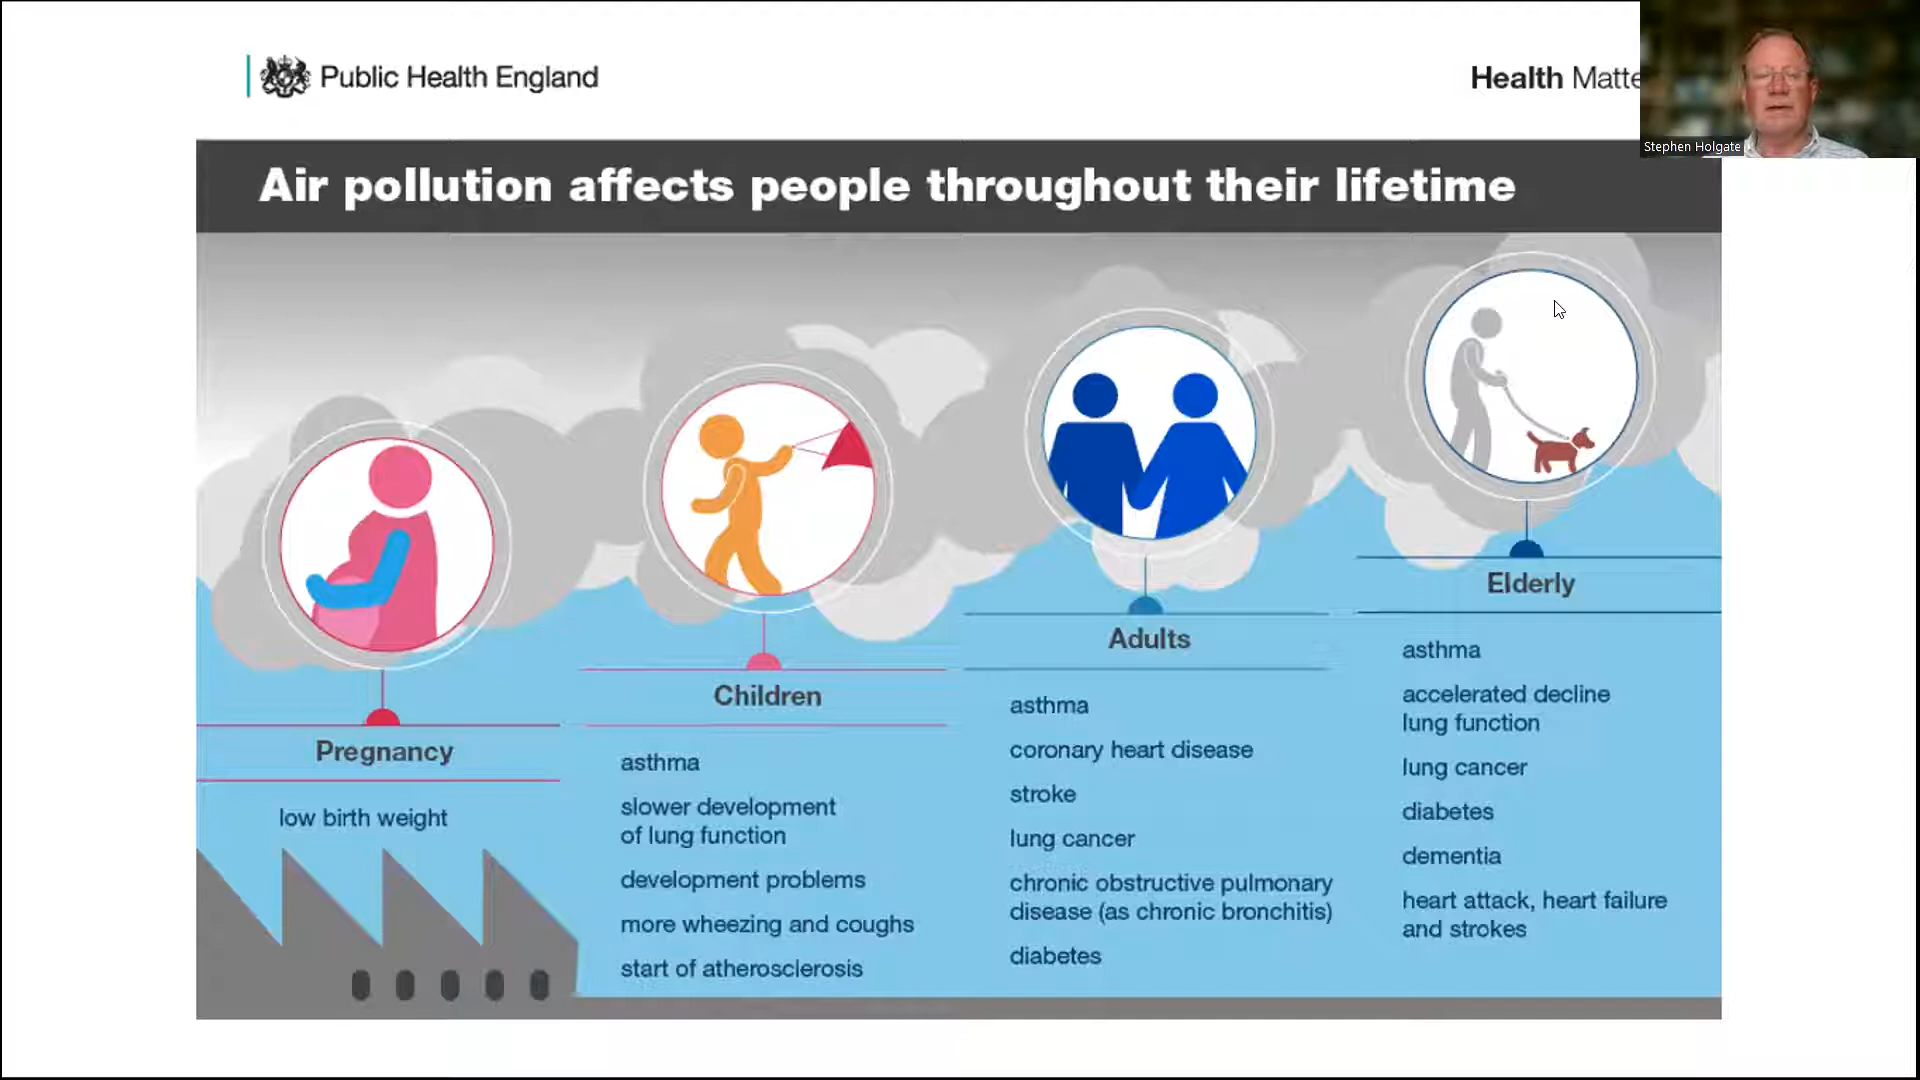 Public Health England
Health Matte
Stephen Holgate
Air pollution affects people throughout their lifetime
Pregnancy
low birth weight
Children
asthma
slower development
of lung function
development problems
more wheezing and coughs
start of atherosclerosis
Adults
asthma
coronary heart disease
stroke
lung cancer
chronic obstructive pulmonary
disease (as chronic bronchitis)
diabetes
Elderly
asthma
accelerated decline
lung function
lung cancer
diabetes
dementia
heart attack, heart failure
and strokes